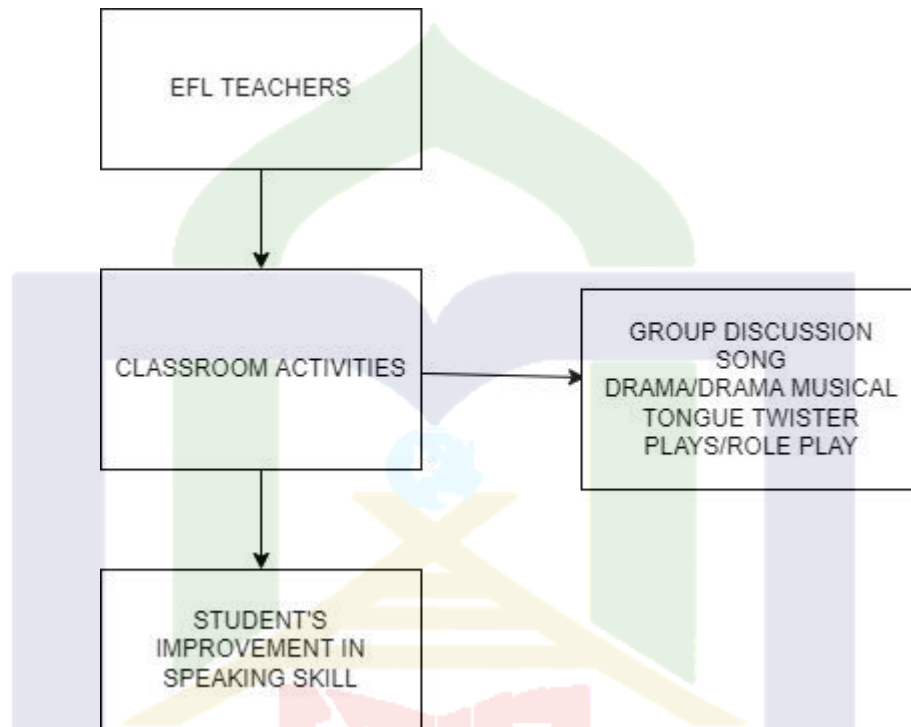 EFL TEACHERS
CLASSROOM ACTIVITIES
GROUP DISCUSSION
SONG
DRAMA/DRAMA MUSICAL
TONGUE TWISTER
PLAYS/ROLE PLAY
STUDENT'S
IMPROVEMENT IN
SPEAKING SKILL